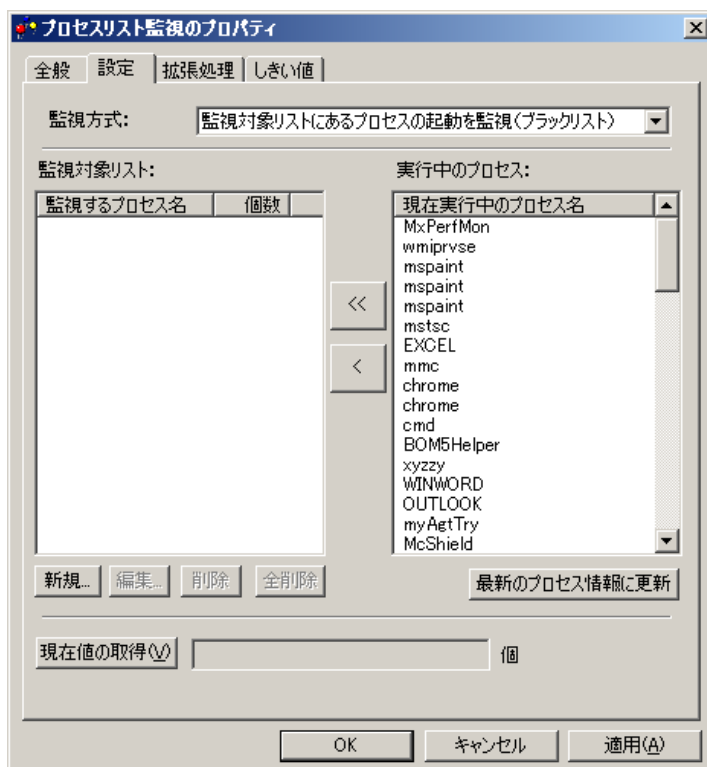 プロセスリスト監視のプロパティ
全般 設定 拡張処理 しきい値
監視方式: 監視対象リストにあるプロセスの起動を監視(ブラックリスト)
監視対象リスト: 実行中のプロセス:
監視するプロセス名 個数 現在実行中のプロセス名
MxPerfMon
wmiprvse
mspaint
mspaint
<< mspaint
mstsc
EXCEL
< mmc
chrome
chrome
cmd
BOM5Helper
xyzzy
WINWORD
OUTLOOK
myAgtTry
McShield
新規... 編集... 削除 全削除 最新のプロセス情報に更新
現在値の取得(V) 個
OK キャンセル 適用(A)